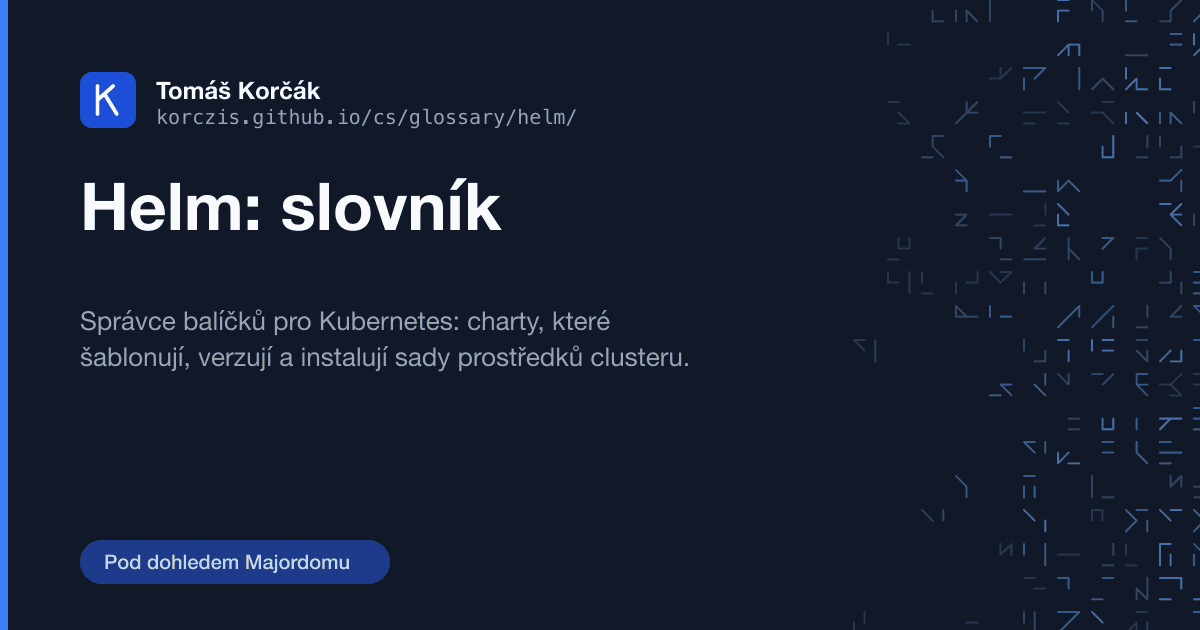 K
Tomáš Korčák
korczis.github.io/cs/glossary/helm/
Helm: slovník
Správce balíčků pro Kubernetes: charty, které
šablonují, verzují a instalují sady prostředků clusteru.
Pod dohledem Majordomu